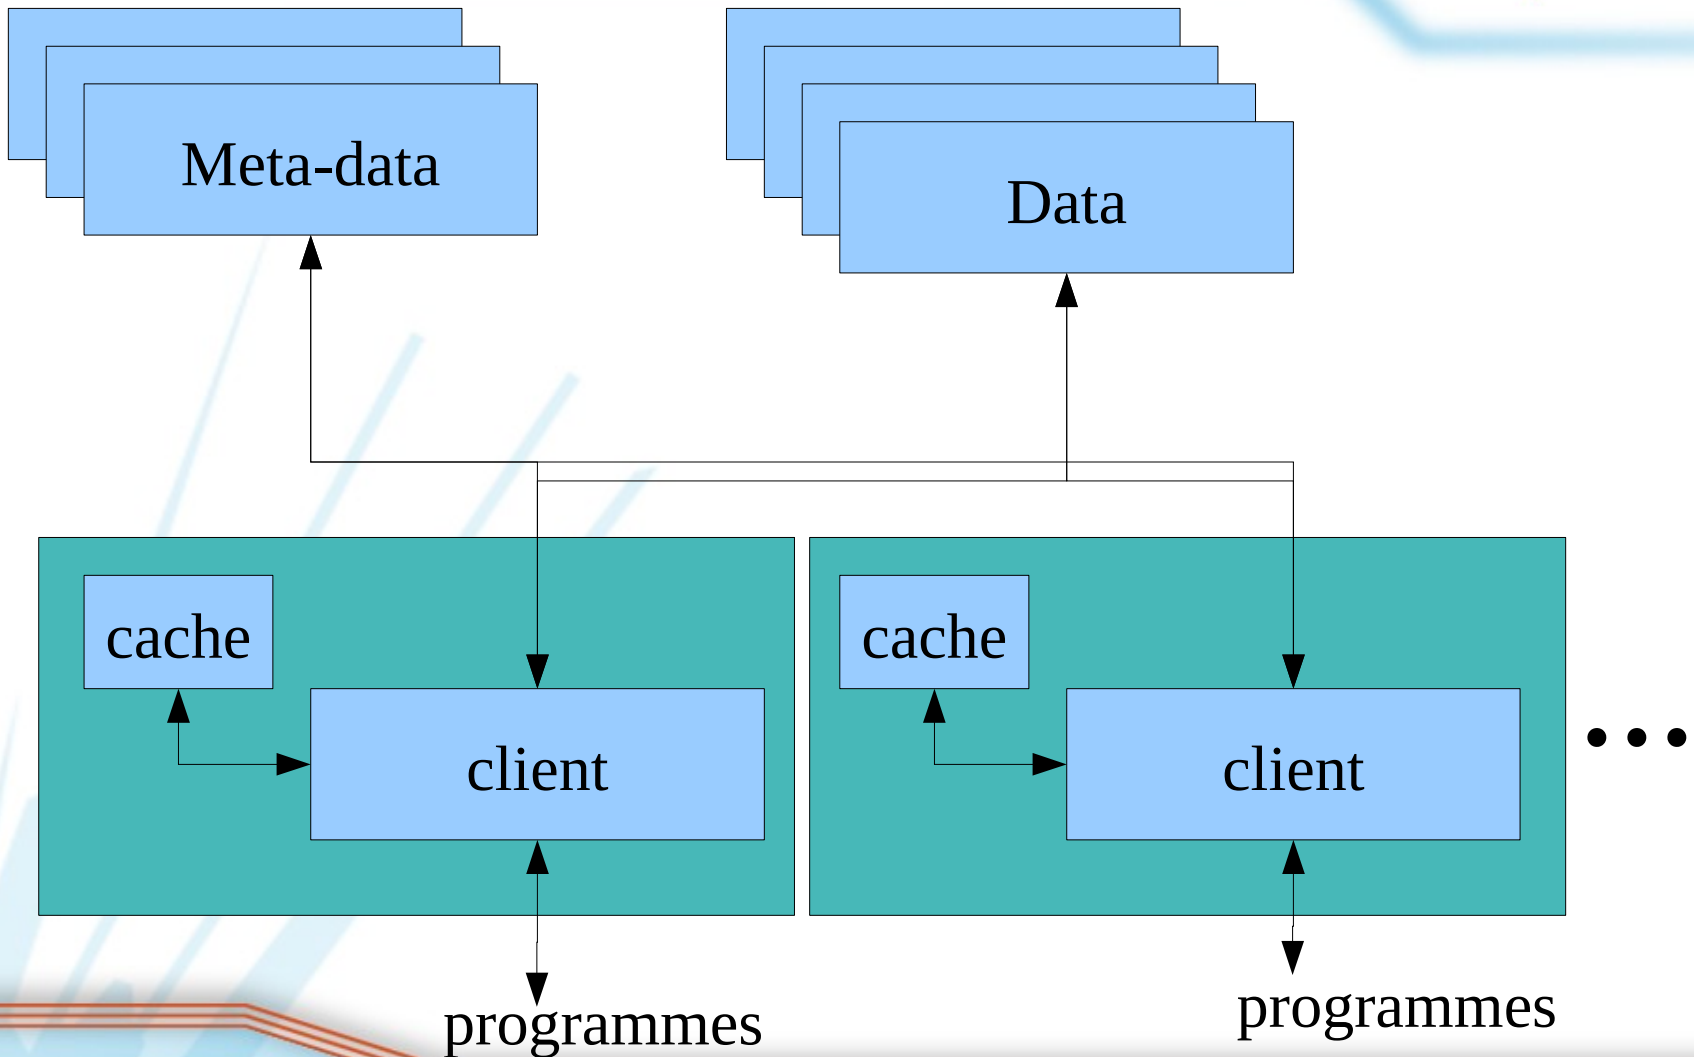 Meta-data
Data
cache
cache
client
client
programmes
programmes